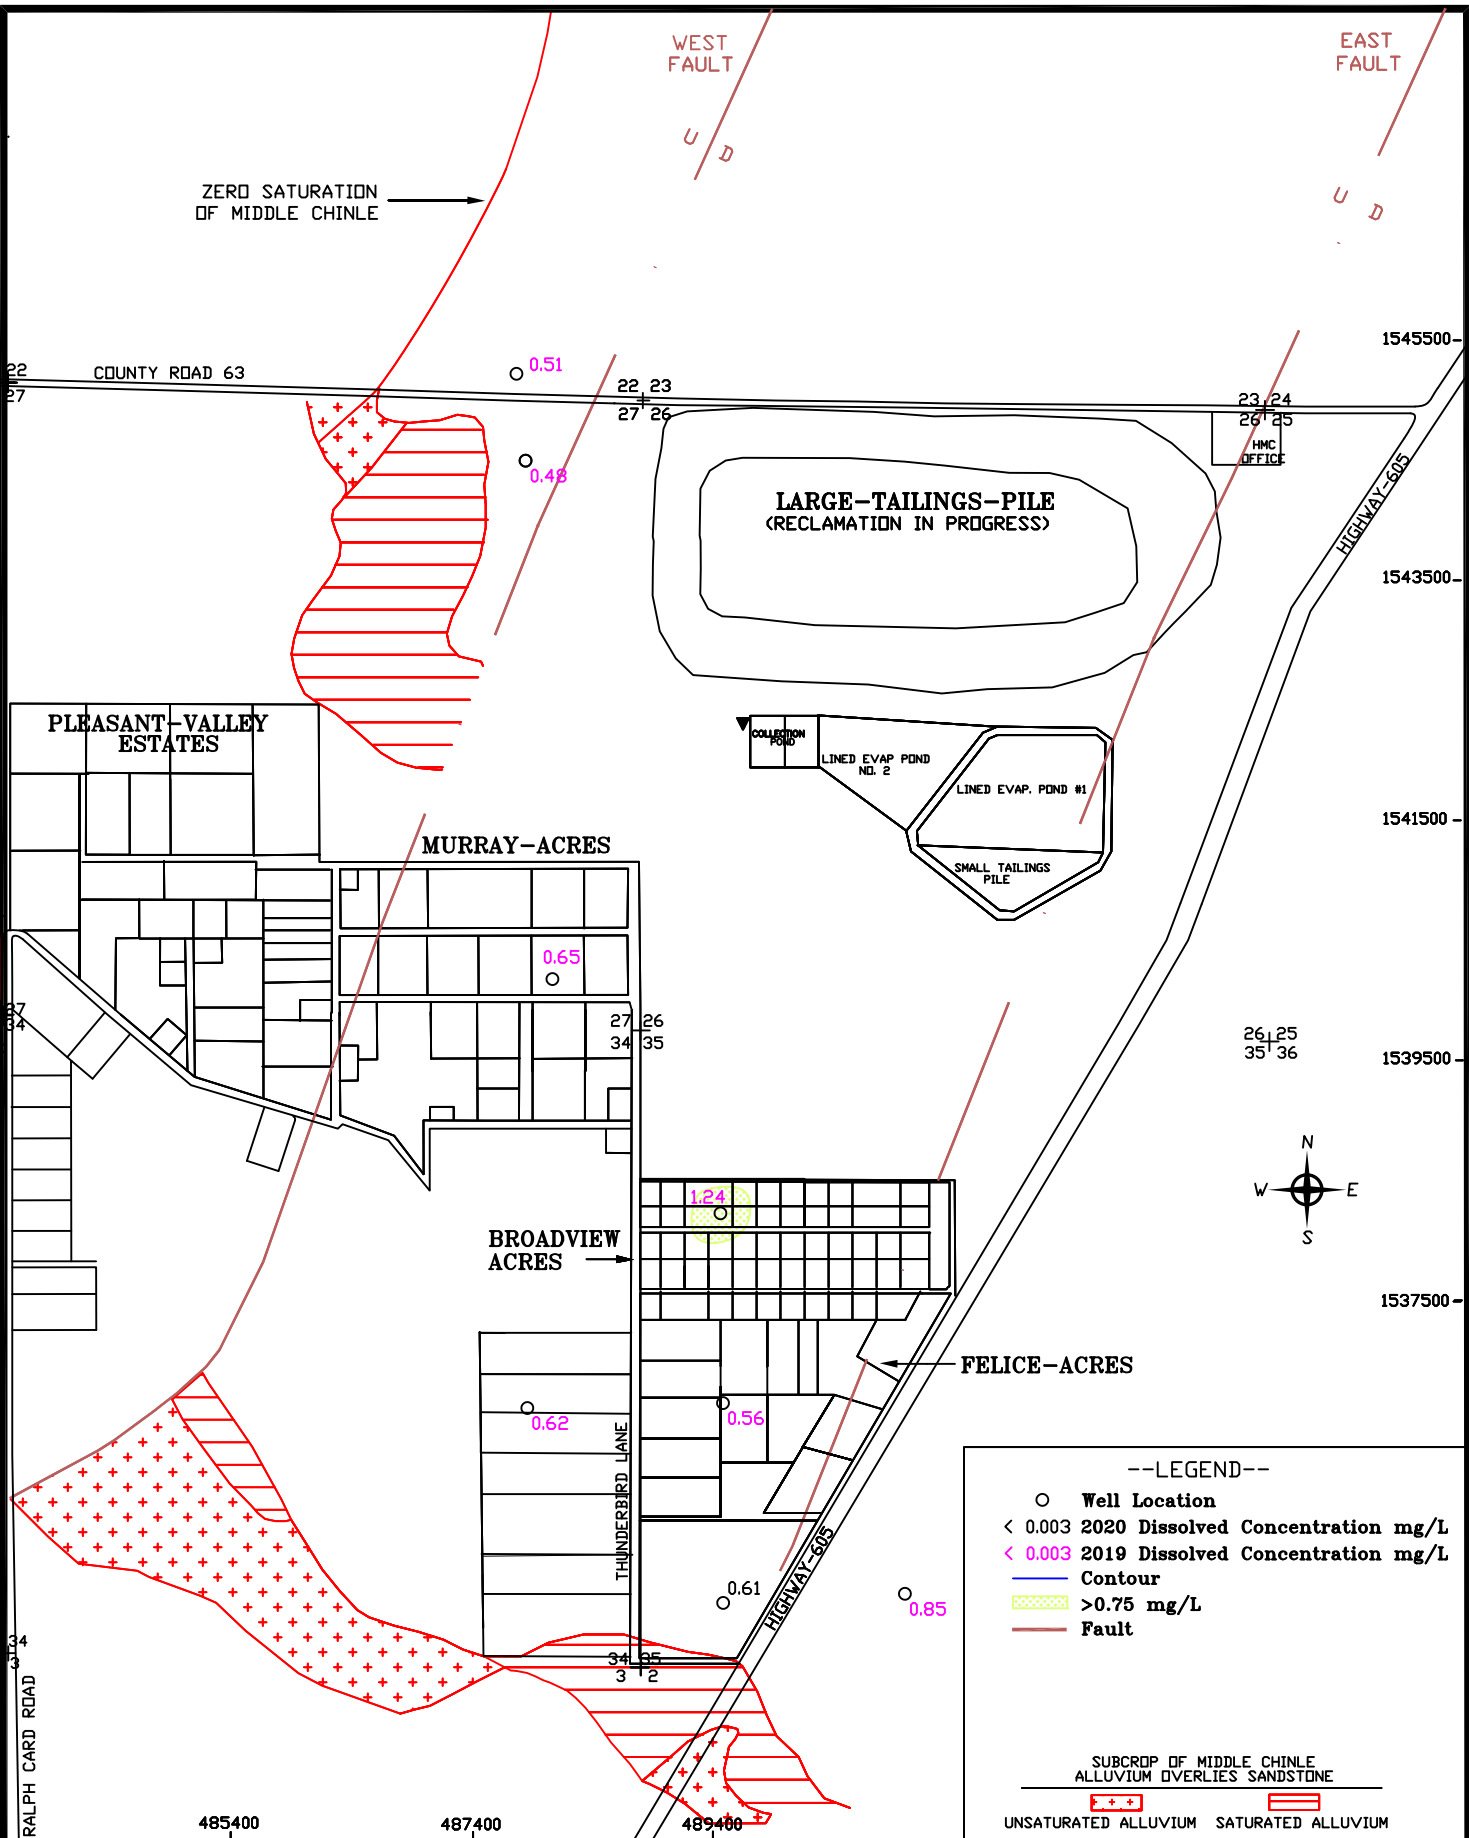 WEST
FAULT
EAST
FAULT
U D
U D
ZERO SATURATION
OF MIDDLE CHINLE
1545500
22
27
COUNTY ROAD 63
0.51
22 23
27 26
23 24
26 25
HMC
OFFICE
0.48
LARGE-TAILINGS-PILE
(RECLAMATION IN PROGRESS)
HIGHWAY-605
1543500
PLEASANT-VALLEY
ESTATES
COLLECTION
POND
LINED EVAP POND
NO. 2
LINED EVAP. POND #1
1541500
MURRAY-ACRES
SMALL TAILINGS
PILE
0.65
27
34
27 26
34 35
26 25
35 36
1539500
N
W E
S
1.24
BROADVIEW
ACRES
1537500
FELICE-ACRES
0.62
0.56
THUNDERBIRD LANE
HIGHWAY-605
0.61
0.85
34
3
34 35
3 2
RALPH CARD ROAD
485400
487400
489400
--LEGEND--
Well Location
< 0.003 2020 Dissolved Concentration mg/L
< 0.003 2019 Dissolved Concentration mg/L
Contour
>0.75 mg/L
Fault
SUBCROP OF MIDDLE CHINLE
ALLUVIUM OVERLIES SANDSTONE
UNSATURATED ALLUVIUM SATURATED ALLUVIUM